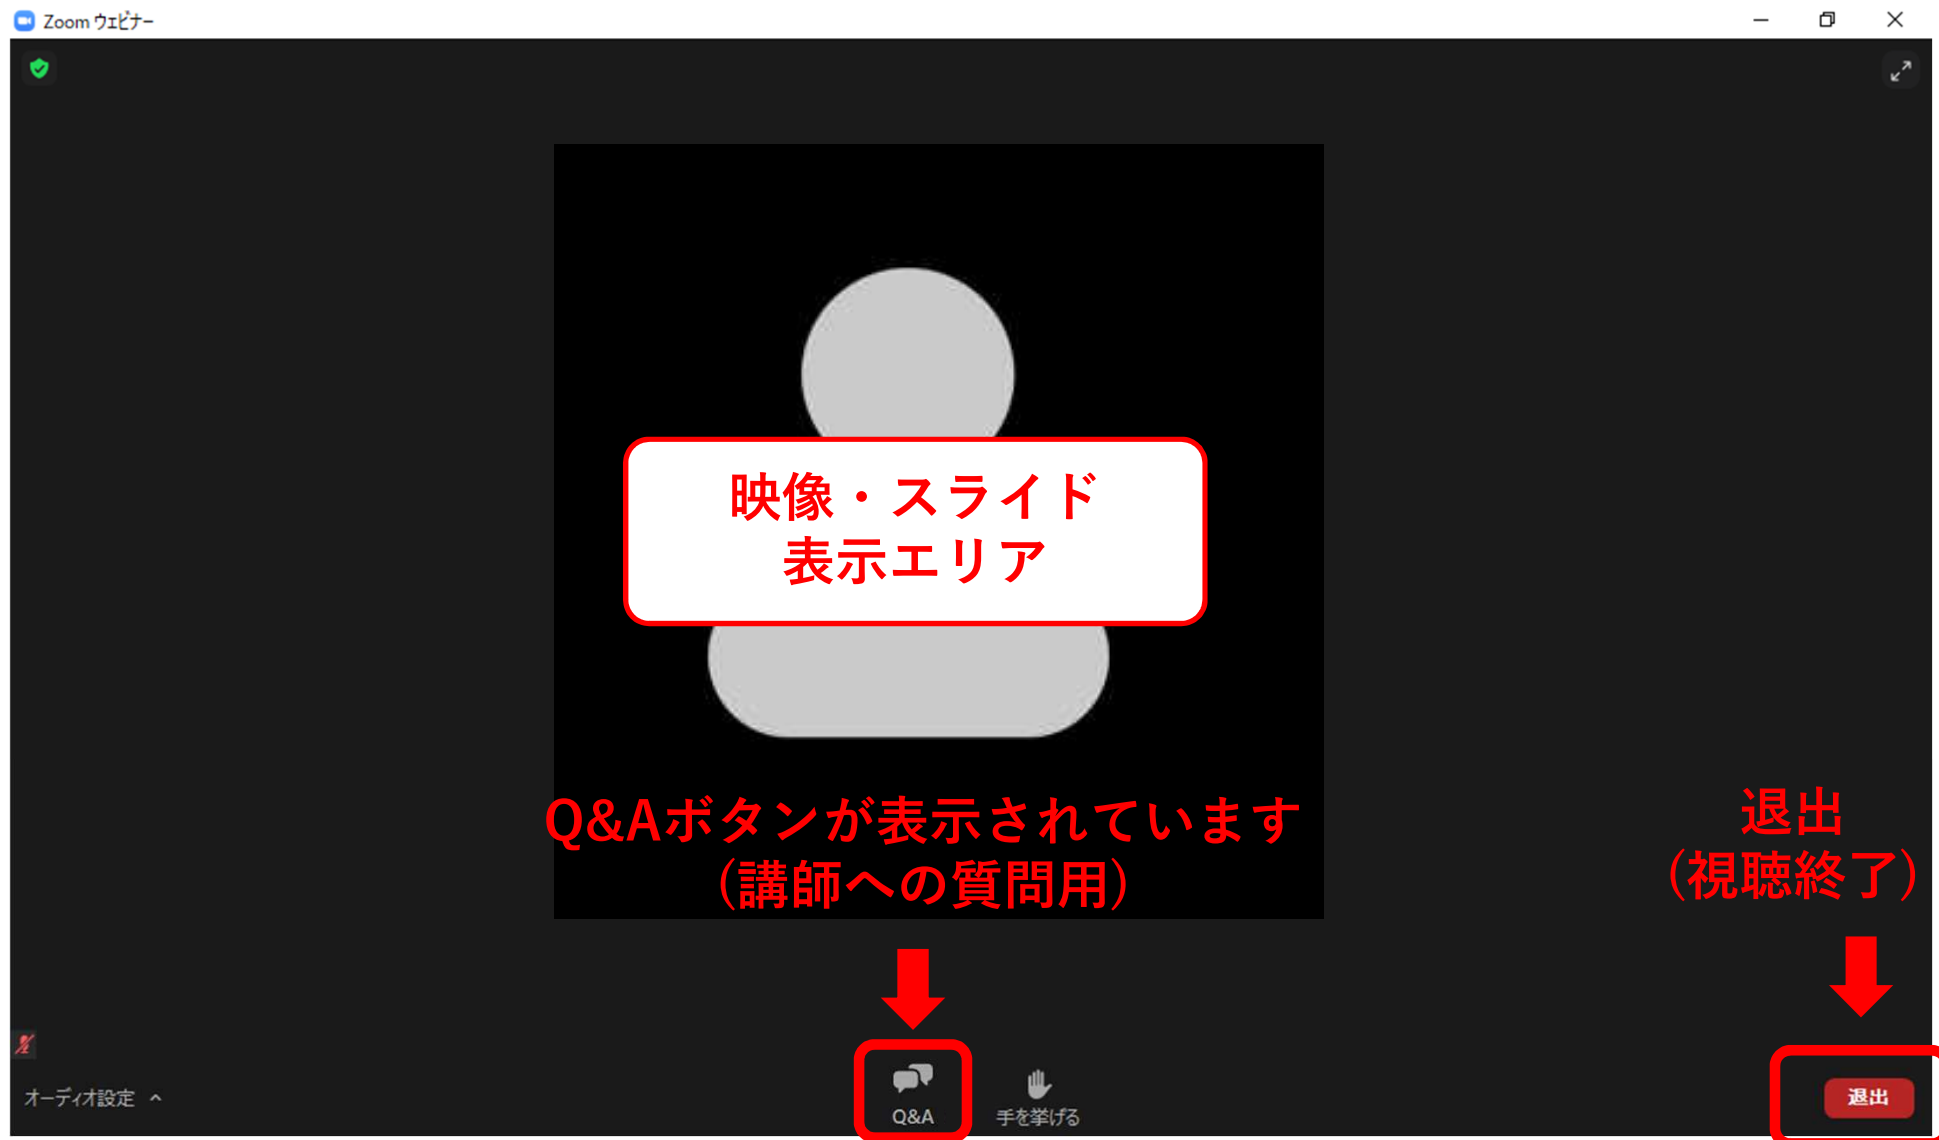 Zoom ウェビナー
映像・スライド
表示エリア
Q&Aボタンが表示されています
(講師への質問用)
退出
(視聴終了)
オーディオ設定
Q&A
手を挙げる
退出